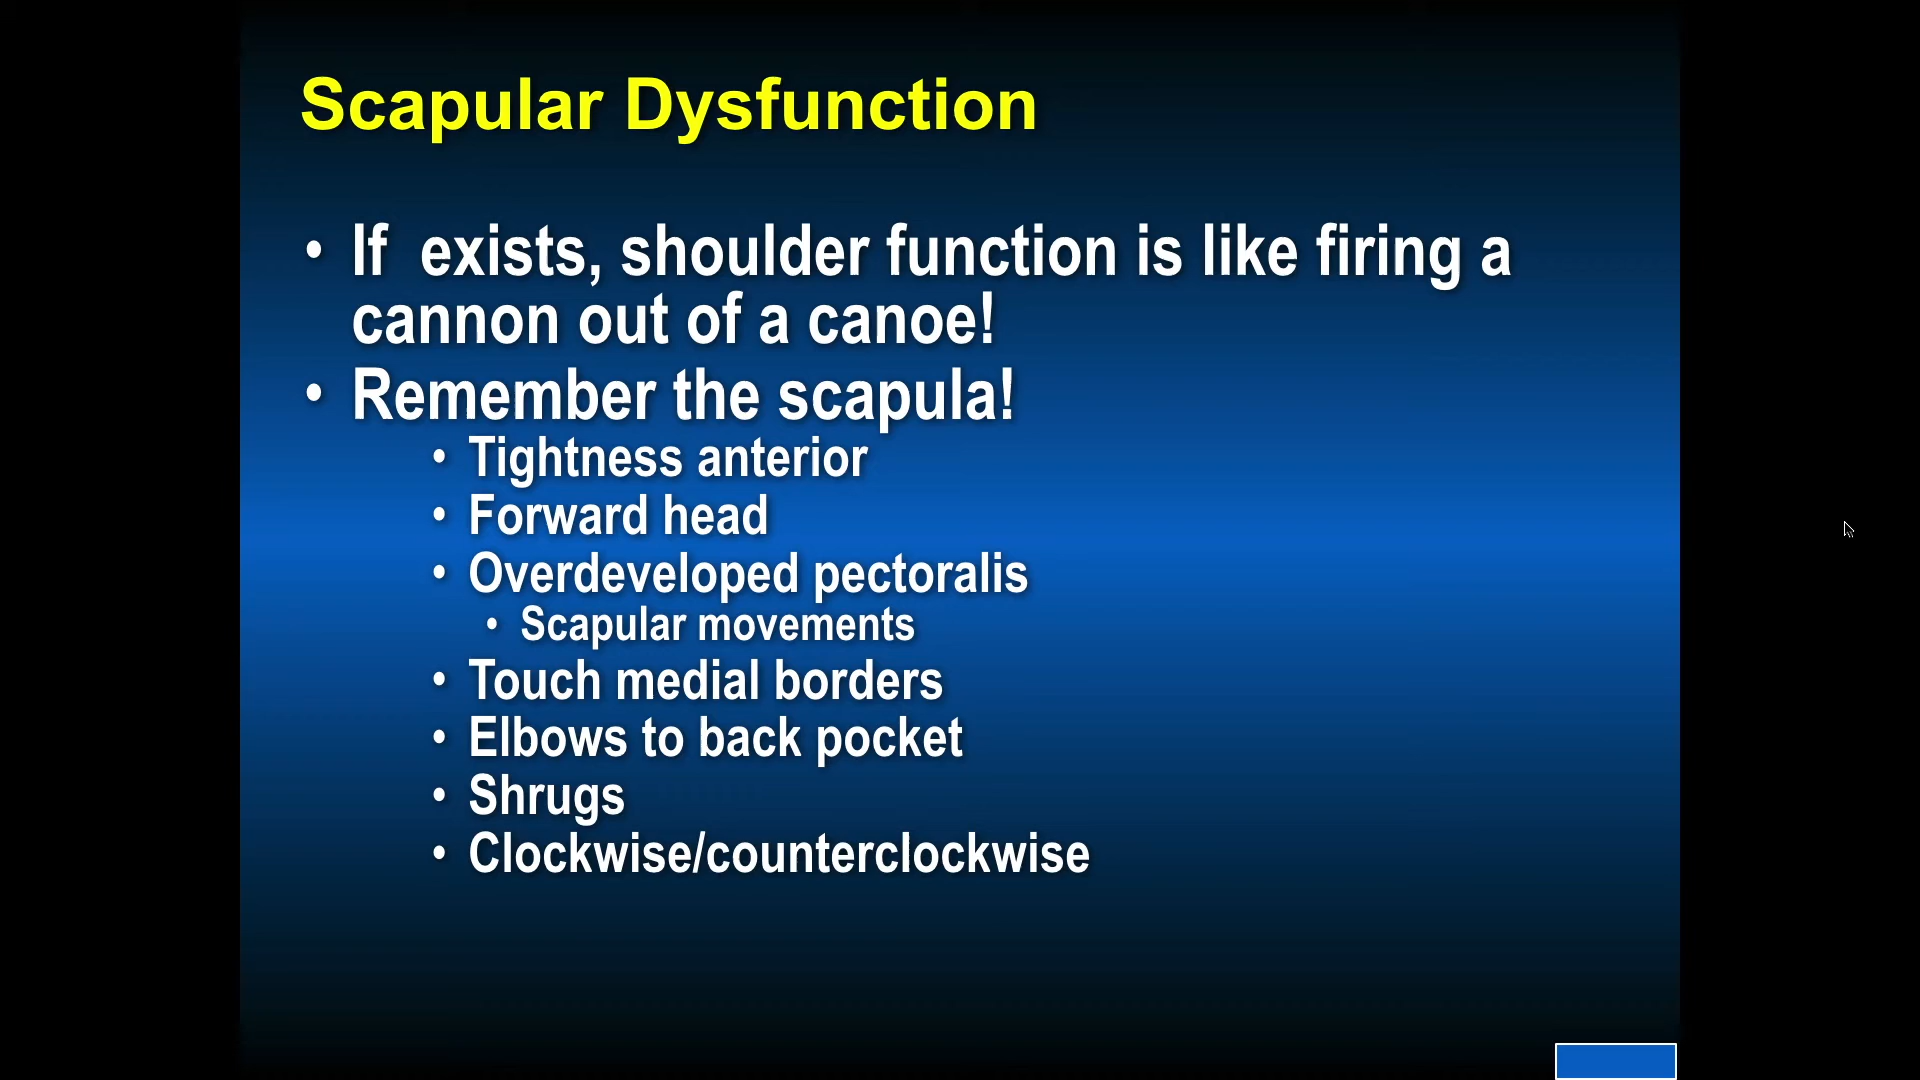 Scapular Dysfunction
• If  exists, shoulder function is like firing a
cannon out of a canoe!
• Remember the scapula!
• Tightness anterior
• Forward head
• Overdeveloped pectoralis
• Scapular movements
• Touch medial borders
• Elbows to back pocket
• Shrugs
• Clockwise/counterclockwise